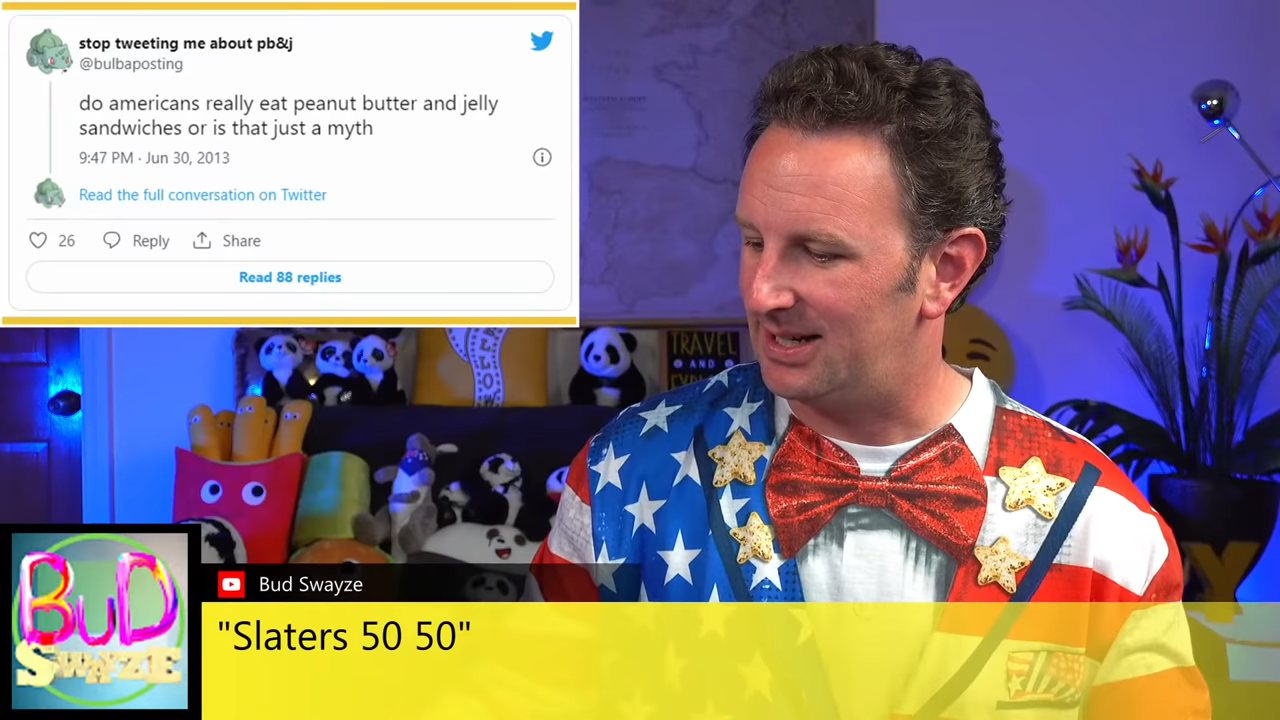 stop tweeting me about pb&j
@bulbaposting
do americans really eat peanut butter and jelly
sandwiches or is that just a myth
9:47 PM · Jun 30, 2013
Read the full conversation on Twitter
26 Reply Share
Read 88 replies
TRAVEL
AND
BUD
SWAYZE
Bud Swayze
"Slaters 50 50"